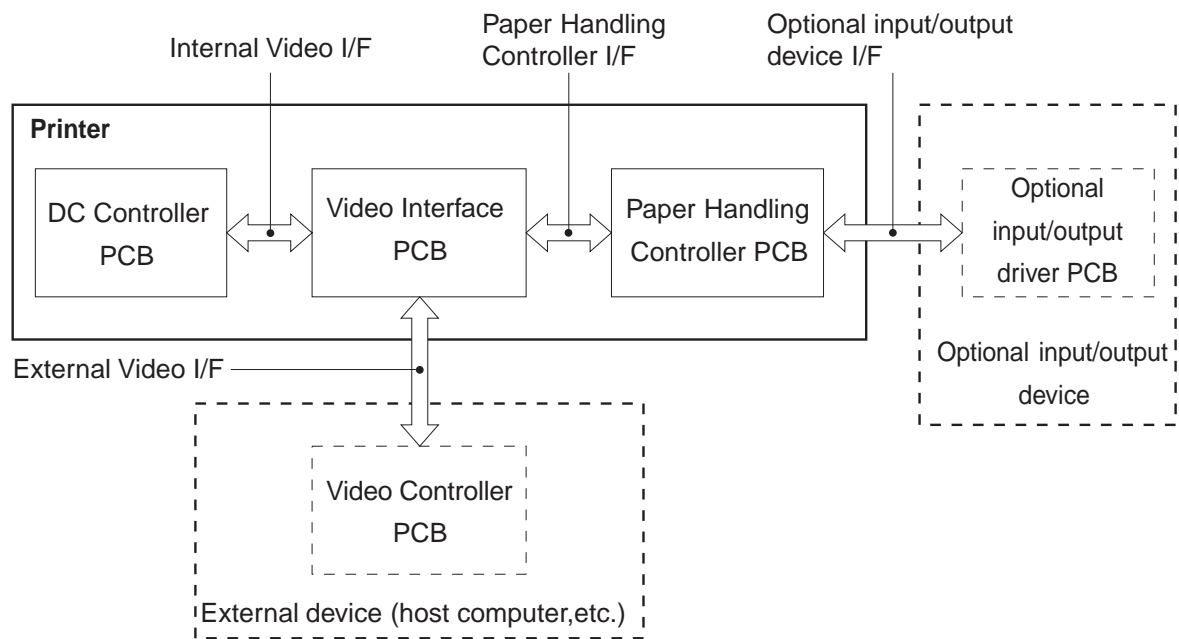 Internal Video I/F
Paper Handling
Controller I/F
Optional input/output
device I/F
Printer
DC Controller
PCB
Video Interface
PCB
Paper Handling
Controller PCB
Optional
input/output
driver PCB
Optional input/output
device
External Video I/F
Video Controller
PCB
External device (host computer,etc.)